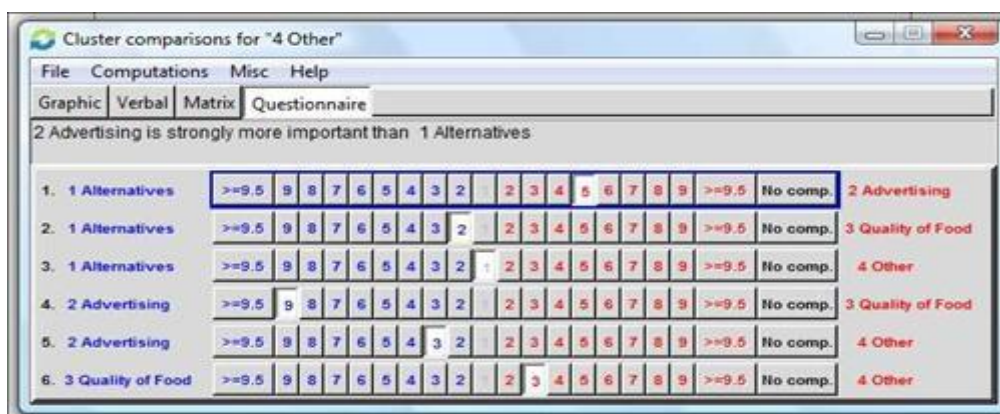 Cluster comparisons for "4 Other"
File Computations Misc Help
Graphic Verbal Matrix Questionnaire
2 Advertising is strongly more important than 1 Alternatives
1. 1 Alternatives >=9.5 9 8 7 6 5 4 3 2 1 2 3 4 5 6 7 8 9 >=9.5 No comp. 2 Advertising
2. 1 Alternatives >=9.5 9 8 7 6 5 4 3 2 1 2 3 4 5 6 7 8 9 >=9.5 No comp. 3 Quality of Food
3. 1 Alternatives >=9.5 9 8 7 6 5 4 3 2 1 2 3 4 5 6 7 8 9 >=9.5 No comp. 4 Other
4. 2 Advertising >=9.5 9 8 7 6 5 4 3 2 1 2 3 4 5 6 7 8 9 >=9.5 No comp. 3 Quality of Food
5. 2 Advertising >=9.5 9 8 7 6 5 4 3 2 1 2 3 4 5 6 7 8 9 >=9.5 No comp. 4 Other
6. 3 Quality of Food >=9.5 9 8 7 6 5 4 3 2 1 2 3 4 5 6 7 8 9 >=9.5 No comp. 4 Other